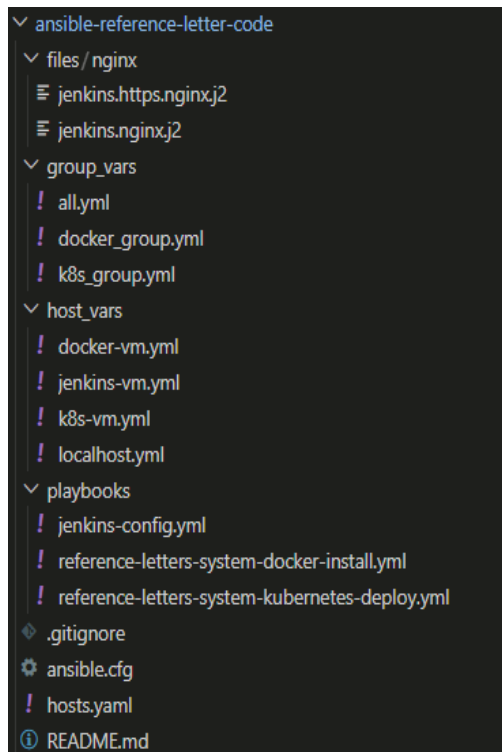 ansible-reference-letter-code
files/nginx
jenkins.https.nginx.j2
jenkins.nginx.j2
group_vars
! all.yml
! docker_group.yml
! k8s_group.yml
host_vars
! docker-vm.yml
! jenkins-vm.yml
! k8s-vm.yml
! localhost.yml
playbooks
! jenkins-config.yml
! reference-letters-system-docker-install.yml
! reference-letters-system-kubernetes-deploy.yml
.gitignore
ansible.cfg
! hosts.yaml
README.md